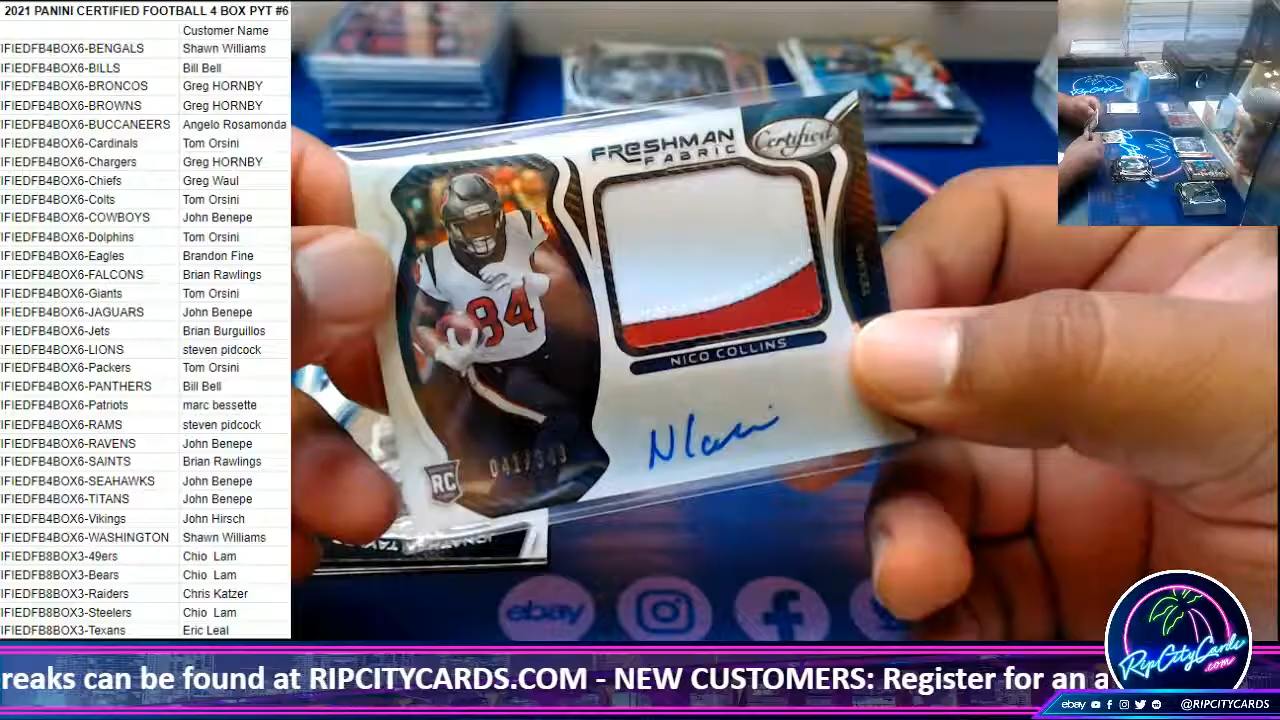 2021 PANINI CERTIFIED FOOTBALL 4 BOX PYT #6
Customer Name
IFIEDFB4BOX6-BENGALS Shawn Williams
IFIEDFB4BOX6-BILLS Bill Bell
IFIEDFB4BOX6-BRONCOS Greg HORNBY
IFIEDFB4BOX6-BROWNS Greg HORNBY
IFIEDFB4BOX6-BUCCANEERS Angelo Rosamonda
IFIEDFB4BOX6-Cardinals Tom Orsini
IFIEDFB4BOX6-Chargers Greg HORNBY
IFIEDFB4BOX6-Chiefs Greg Waul
IFIEDFB4BOX6-Colts Tom Orsini
IFIEDFB4BOX6-COWBOYS John Benepe
IFIEDFB4BOX6-Dolphins Tom Orsini
IFIEDFB4BOX6-Eagles Brandon Fine
IFIEDFB4BOX6-FALCONS Brian Rawlings
IFIEDFB4BOX6-Giants Tom Orsini
IFIEDFB4BOX6-JAGUARS John Benepe
IFIEDFB4BOX6-Jets Brian Burguillos
IFIEDFB4BOX6-LIONS steven pidcock
IFIEDFB4BOX6-Packers Tom Orsini
IFIEDFB4BOX6-PANTHERS Bill Bell
IFIEDFB4BOX6-Patriots marc bessette
IFIEDFB4BOX6-RAMS steven pidcock
IFIEDFB4BOX6-RAVENS John Benepe
IFIEDFB4BOX6-SAINTS Brian Rawlings
IFIEDFB4BOX6-SEAHAWKS John Benepe
IFIEDFB4BOX6-TITANS John Benepe
IFIEDFB4BOX6-Vikings John Hirsch
IFIEDFB4BOX6-WASHINGTON Shawn Williams
IFIEDFB8BOX3-49ers Chio Lam
IFIEDFB8BOX3-Bears Chio Lam
IFIEDFB8BOX3-Raiders Chris Katzer
IFIEDFB8BOX3-Steelers Chio Lam
IFIEDFB8BOX3-Texans Eric Leal
FRESHMAN
FABRIC
Certified
84
NICO COLLINS
RC
ebay
RipCityCards
.com
reaks can be found at RIPCITYCARDS.COM - NEW CUSTOMERS: Register for an a
ebay @RIPCITYCARDS